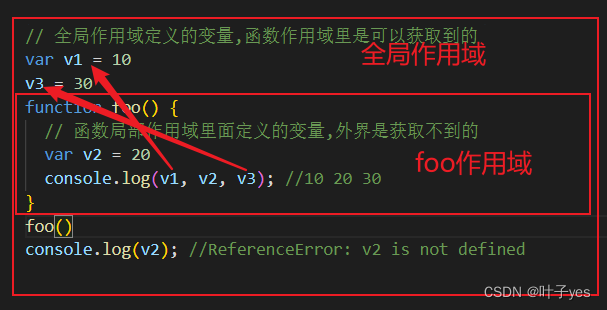 // 全局作用域定义的变量,函数作用域里是可以获取到的
全局作用域
var v1 = 10
v3 = 30
function foo() {
// 函数局部作用域里面定义的变量,外界是获取不到的
var v2 = 20
foo作用域
console.log(v1, v2, v3); //10 20 30
}
foo()
console.log(v2); //ReferenceError: v2 is not defined
CSDN @叶子yes